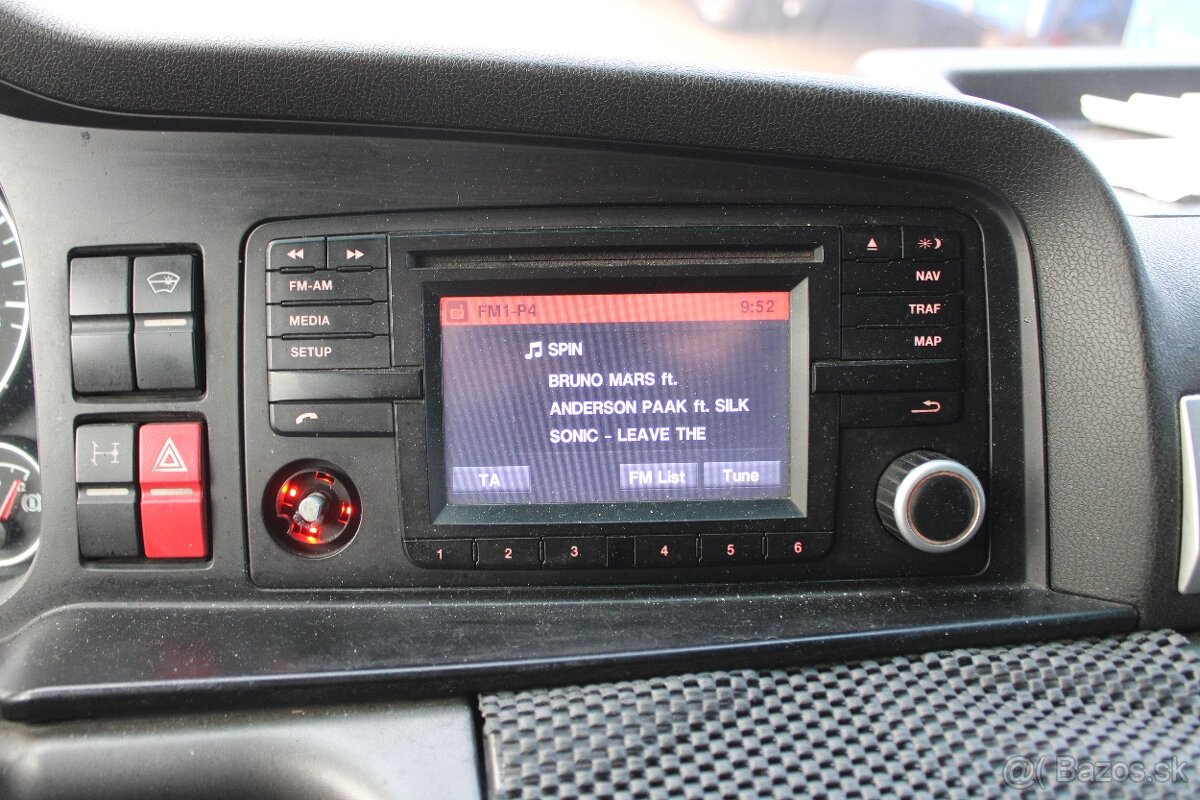 FM-AM
MEDIA
SETUP
FM1-P4 9:52
SPIN
BRUNO MARS ft.
ANDERSON PAAK ft. SILK
SONIC - LEAVE THE
TA FM List Tune
NAV
TRAF
MAP
1 2 3 4 5 6
@( Bazos.sk